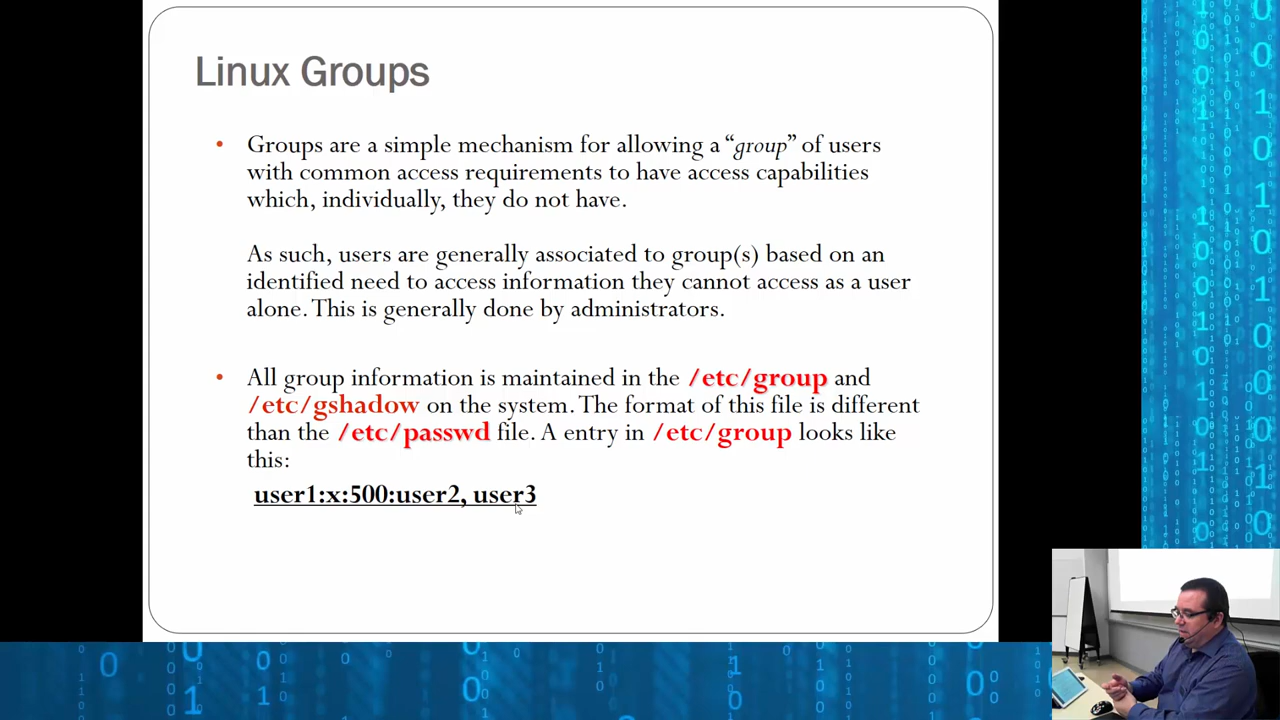 Linux Groups
• Groups are a simple mechanism for allowing a “group” of users
with common access requirements to have access capabilities
which, individually, they do not have.
As such, users are generally associated to group(s) based on an
identified need to access information they cannot access as a user
alone. This is generally done by administrators.
• All group information is maintained in the /etc/group and
/etc/gshadow on the system. The format of this file is different
than the /etc/passwd file. A entry in /etc/group looks like
this:
user1:x:500:user2, user3